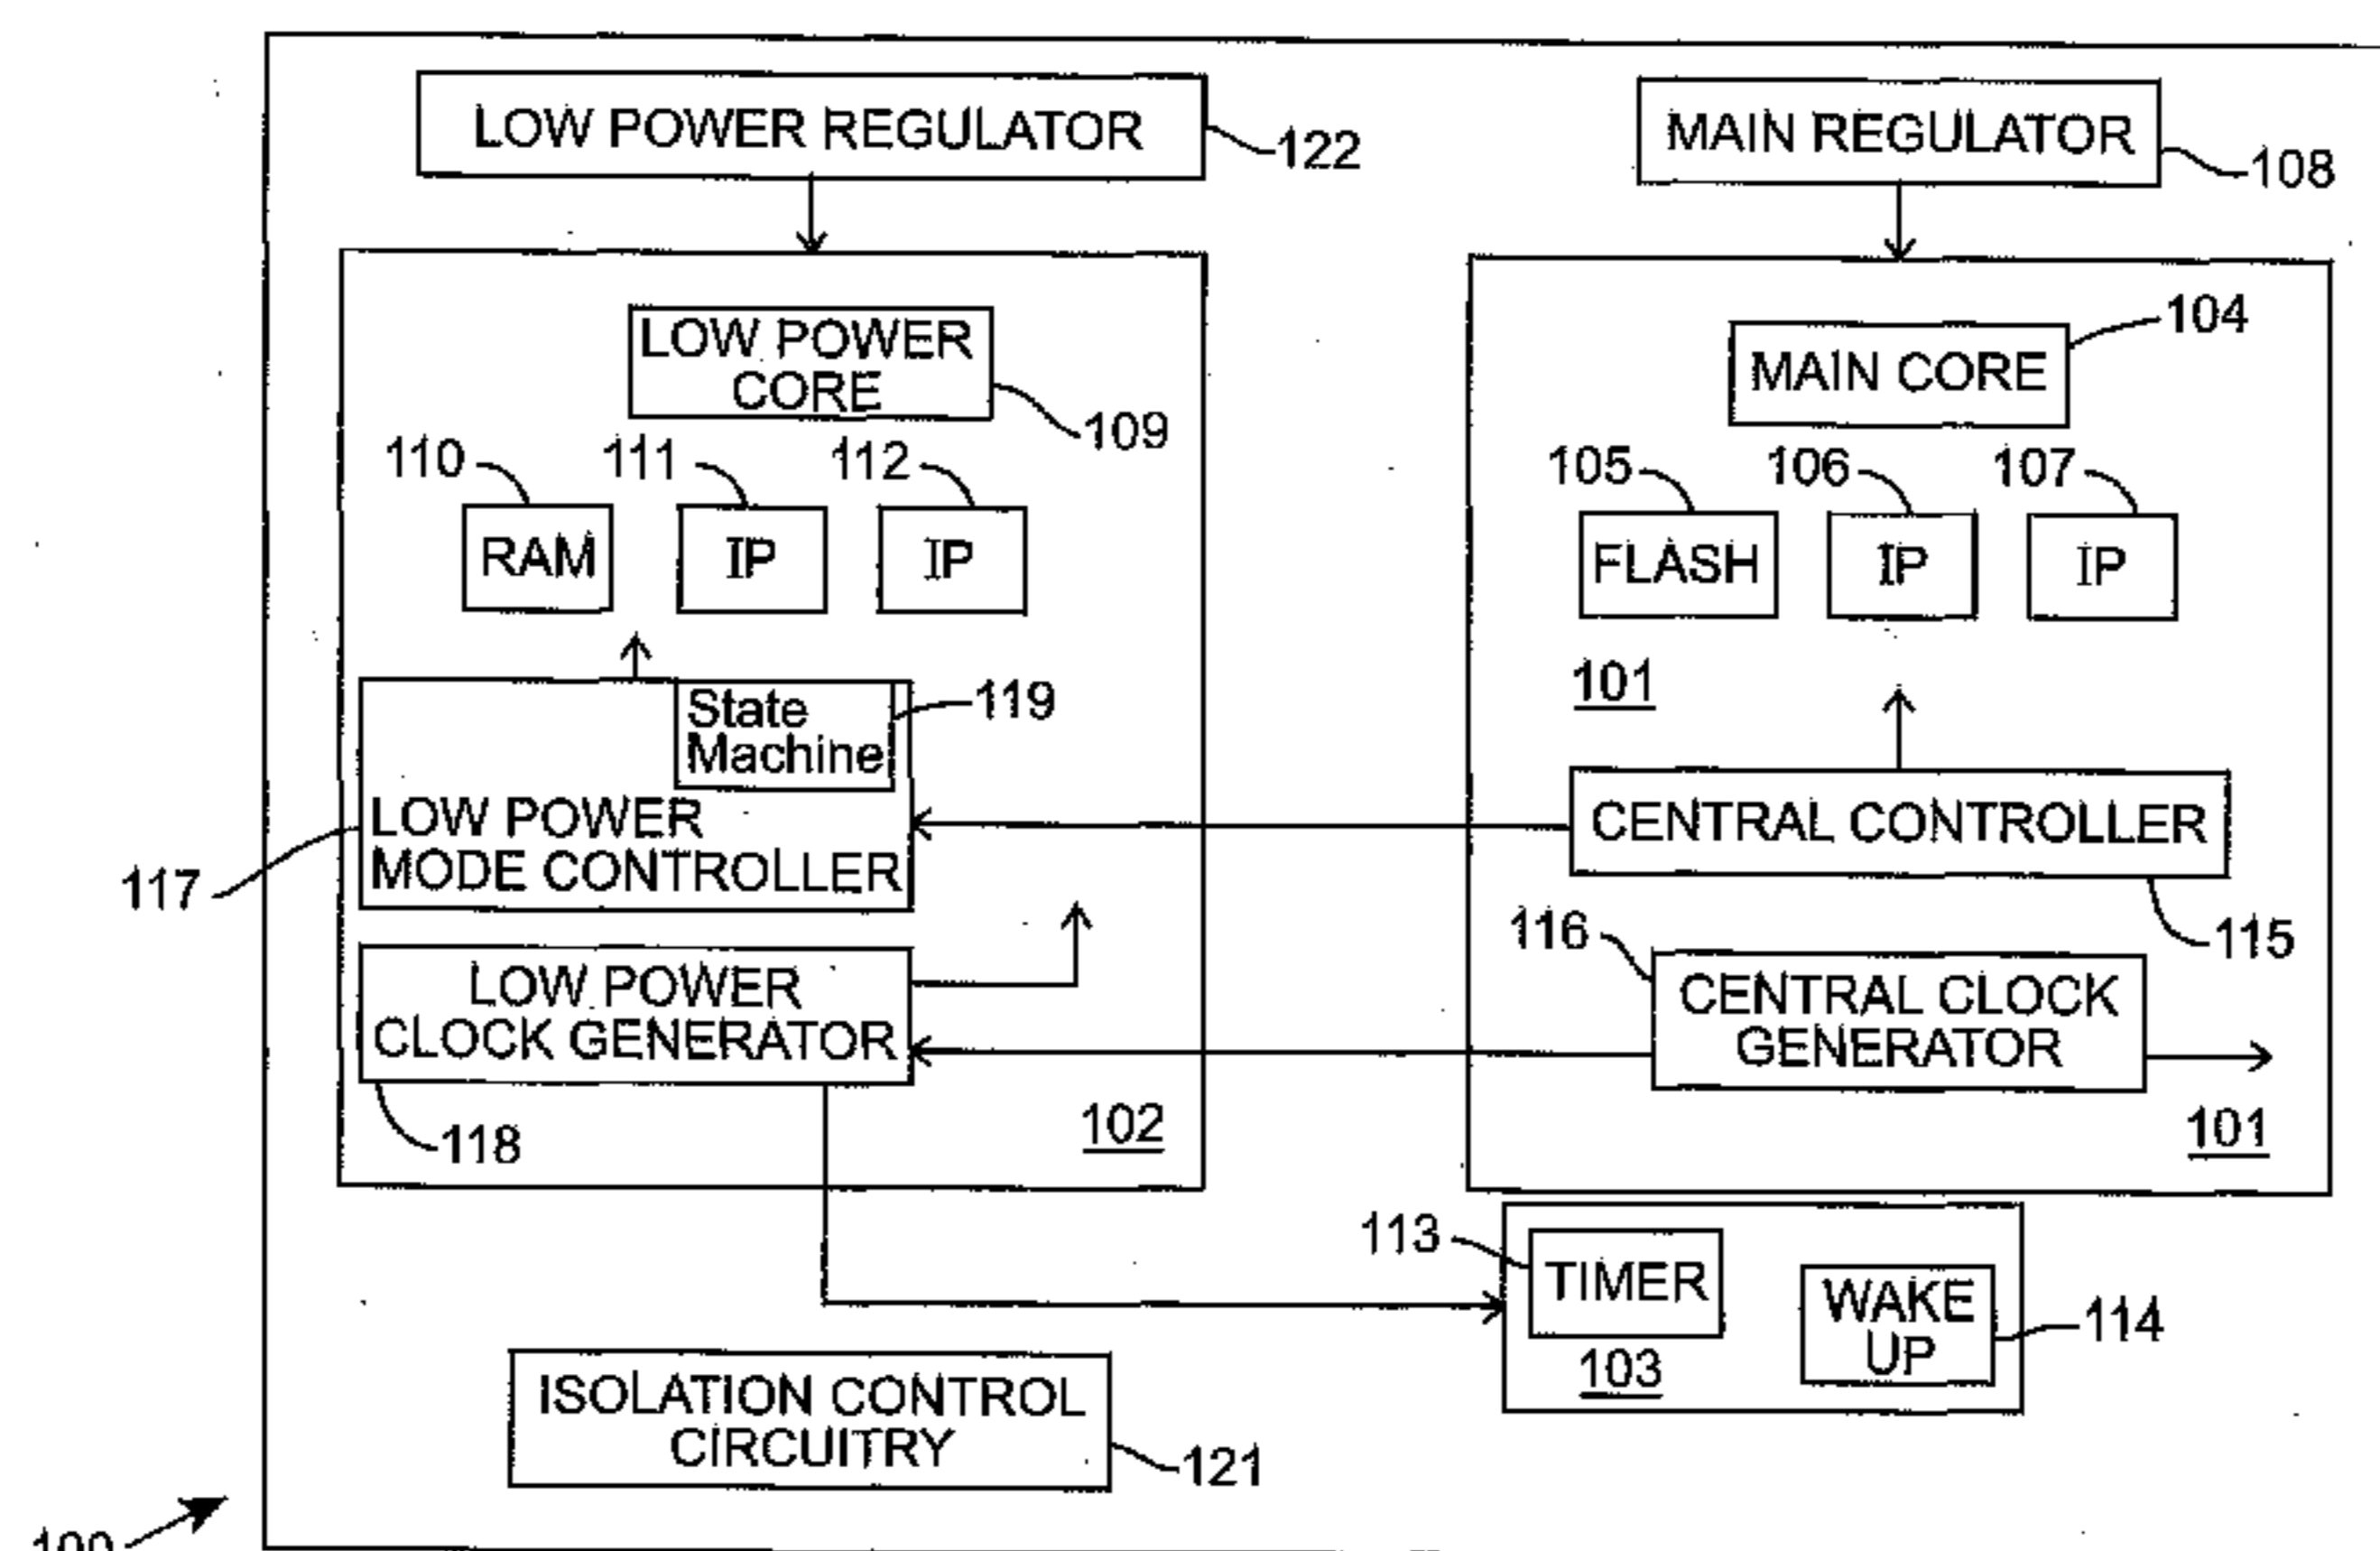 LOW POWER REGULATOR
122
MAIN REGULATOR
108
LOW POWER
CORE
109
110
111
112
RAM
IP
IP
State
Machine
119
LOW POWER
MODE CONTROLLER
117
LOW POWER
CLOCK GENERATOR
118
102
104
MAIN CORE
105
106
107
FLASH
IP
IP
101
CENTRAL CONTROLLER
115
116
CENTRAL CLOCK
GENERATOR
101
113
TIMER
103
WAKE
UP
114
ISOLATION CONTROL
CIRCUITRY
121
100